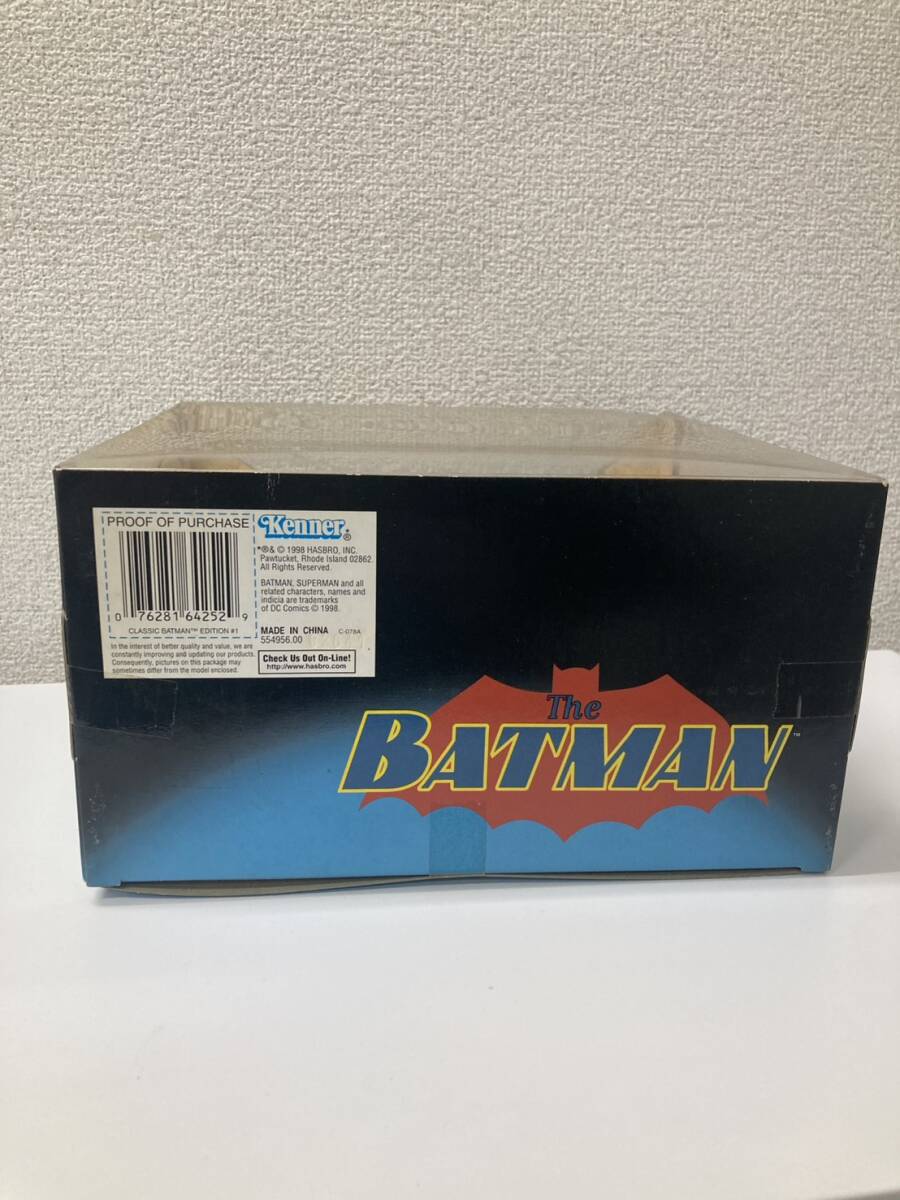 PROOF OF PURCHASE
0 76281 64252 9
CLASSIC BATMAN™ EDITION #1
In the interest of better quality and value, we are
constantly improving and updating our products.
Consequently, pictures on this package may
sometimes differ from the model enclosed.
Kenner®
*®& © 1998 HASBRO, INC.
Pawtucket, Rhode Island 02862.
All Rights Reserved.
BATMAN, SUPERMAN and all
related characters, names and
indicia are trademarks
of DC Comics © 1998.
MADE IN CHINA C-078A
554956.00
Check Us Out On-Line!
http://www.hasbro.com
The
BATMAN™